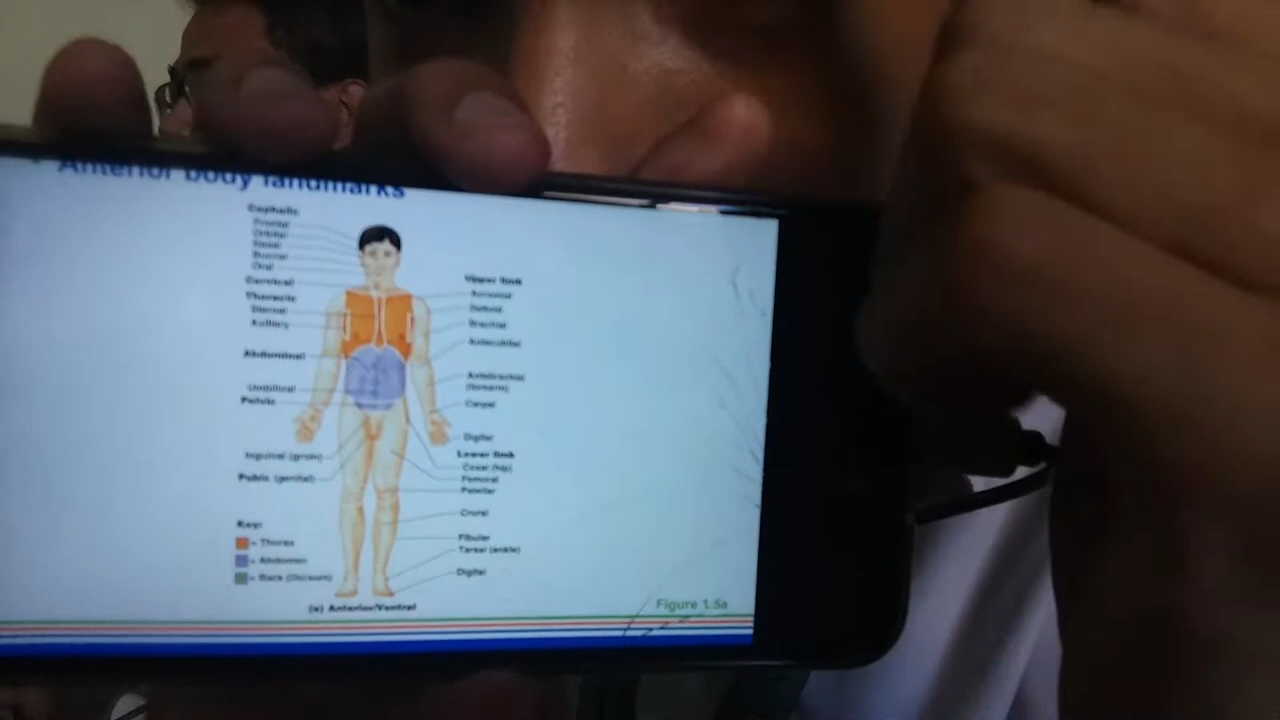 Anterior body landmarks
Cephalic
Frontal
Orbital
Nasal
Buccal
Oral
Cervical
Thoracic
Sternal
Axillary
Abdominal
Umbilical
Pelvic
Inguinal (groin)
Pubic (genital)
Upper limb
Acromial
Deltoid
Brachial
Antecubital
Antebrachial
(forearm)
Carpal
Digital
Lower limb
Coxal (hip)
Femoral
Patellar
Crural
Fibular
Tarsal (ankle)
Digital
Key:
= Thorax
= Abdomen
= Back (Dorsum)
(a) Anterior/Ventral
Figure 1.5a